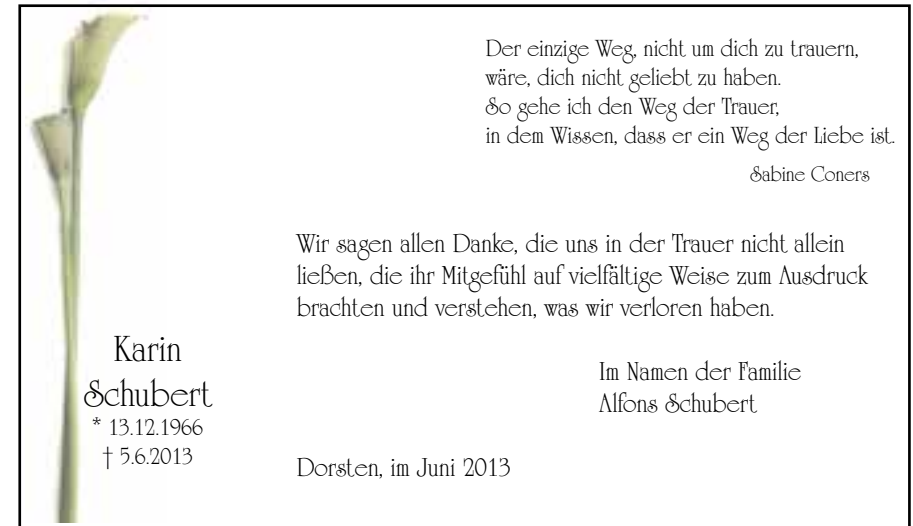 Der einzige Weg, nicht um dich zu trauern,
wäre, dich nicht geliebt zu haben.
So gehe ich den Weg der Trauer,
in dem Wissen, dass er ein Weg der Liebe ist.
Sabine Coners
Wir sagen allen Danke, die uns in der Trauer nicht allein
ließen, die ihr Mitgefühl auf vielfältige Weise zum Ausdruck
brachten und verstehen, was wir verloren haben.
Karin
Schubert
* 13.12.1966
† 5.6.2013
Im Namen der Familie
Alfons Schubert
Dorsten, im Juni 2013